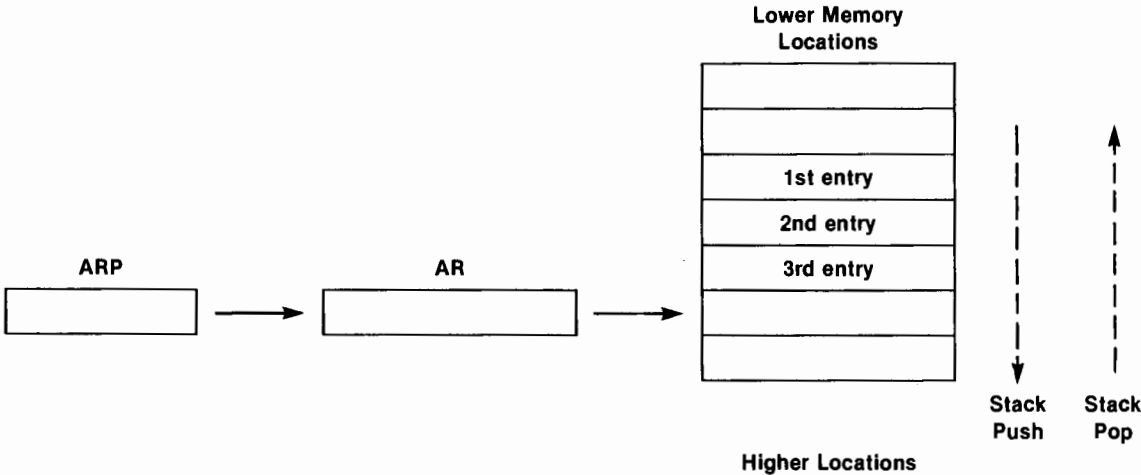 Lower Memory
Locations
1st entry
2nd entry
ARP
AR
3rd entry
Stack
Push
Stack
Pop
Higher Locations